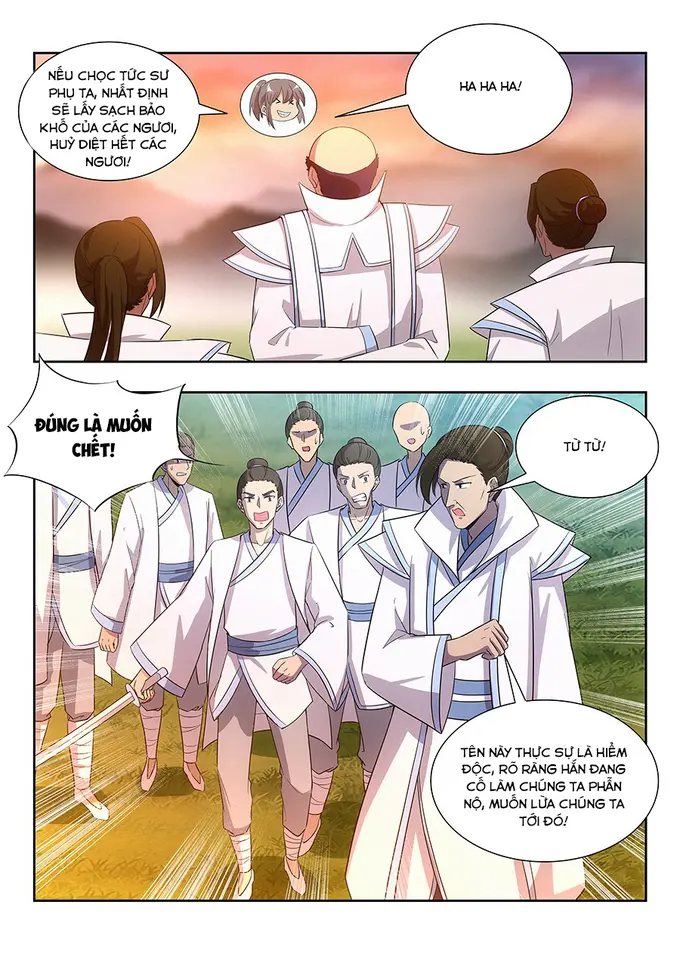 NẾU CHỌC TỨC SƯ
PHỤ TA, NHẤT ĐỊNH
SẼ LẤY SẠCH BẢO
KHỐ CỦA CÁC NGƯƠI,
HUỶ DIỆT HẾT CÁC
NGƯƠI!
HA HA HA!
ĐÚNG LÀ MUỐN
CHẾT!
TỪ TỪ!
TÊN NÀY THỰC SỰ LÀ HIỂM
ĐỘC, RÕ RÀNG HẮN ĐANG
CỐ LÀM CHÚNG TA PHẪN
NỘ, MUỐN LỪA CHÚNG TA
TỚI ĐÓ!